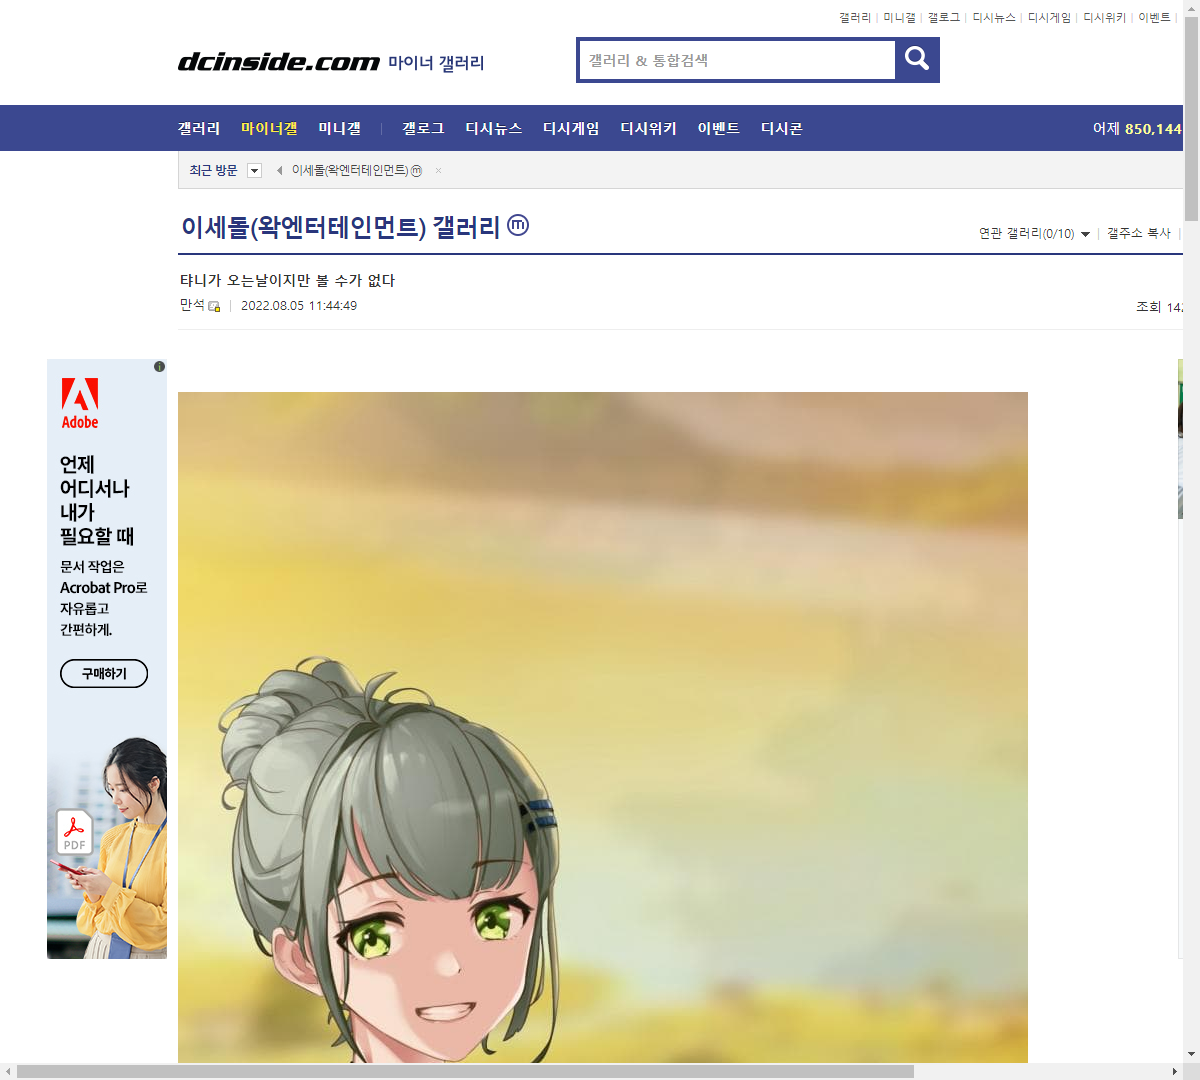 갤러리 | 미니갤 | 갤로그 | 디시뉴스 | 디시게임 | 디시위키 | 이벤트 |
dcinside.com 마이너 갤러리
갤러리 & 통합검색
갤러리 마이너갤 미니갤 | 갤로그 디시뉴스 디시게임 디시위키 이벤트 디시콘
어제 850,144
최근 방문 이세돌(왁엔터테인먼트) ⓜ ×
이세돌(왁엔터테인먼트) 갤러리 ⓜ
연관 갤러리(0/10) | 갤주소 복사 |
탸니가 오는날이지만 볼 수가 없다
만석 | 2022.08.05 11:44:49
조회 142
Adobe
언제
어디서나
내가
필요할 때
문서 작업은
Acrobat Pro로
자유롭고
간편하게.
구매하기
PDF